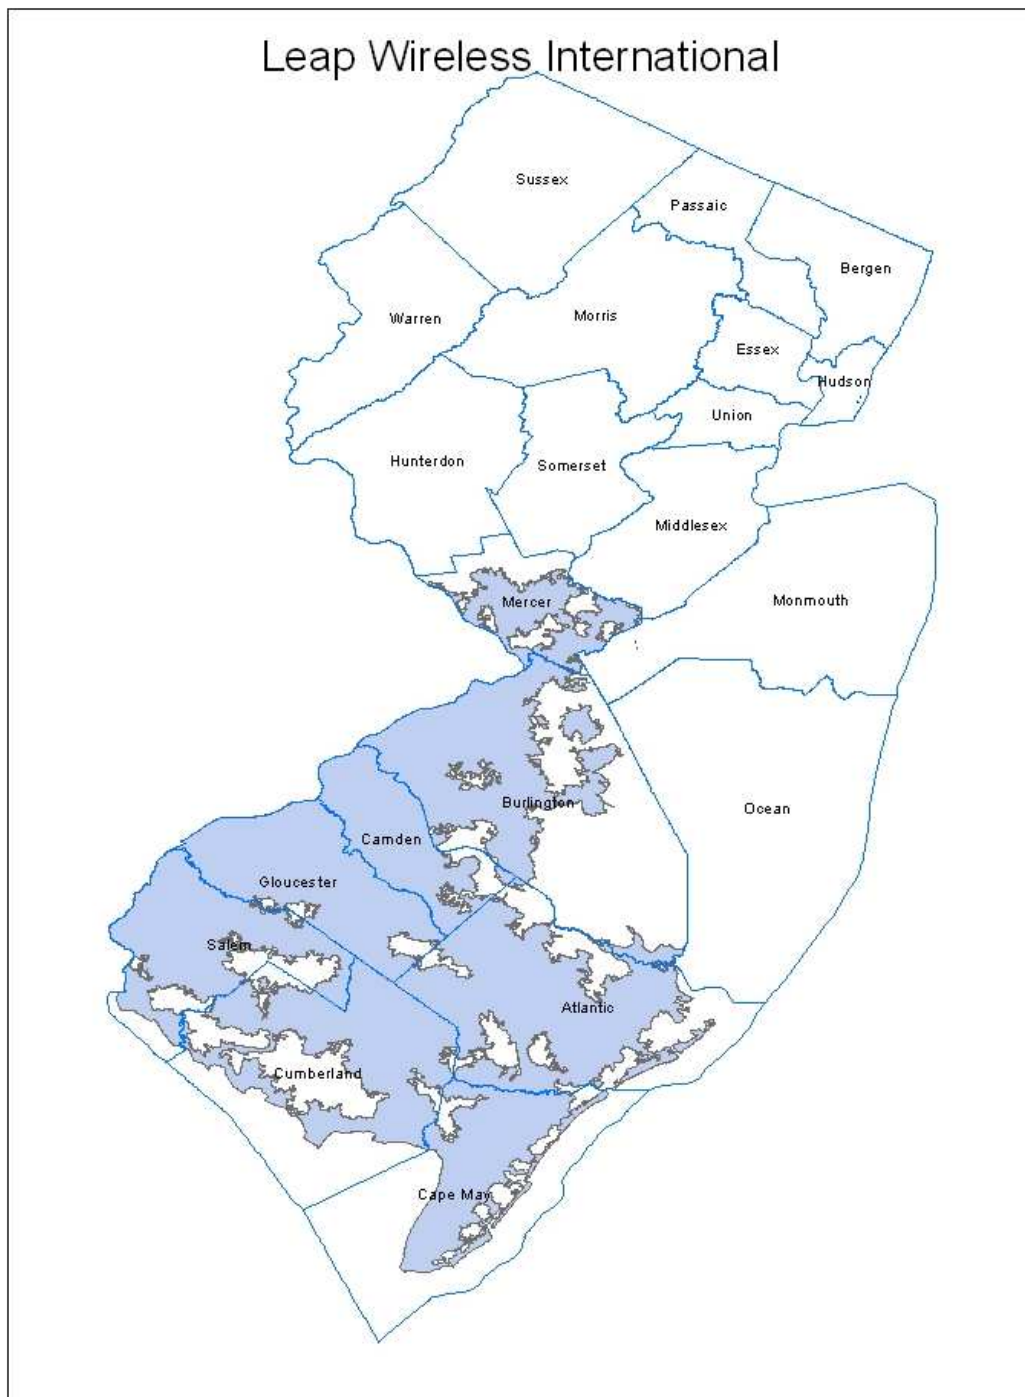 Leap Wireless International
Sussex
Passaic
Bergen
Warren
Morris
Essex
Hudson
Union
Hunterdon
Somerset
Middlesex
Mercer
Monmouth
Burlington
Ocean
Camden
Gloucester
Salem
Atlantic
Cumberland
Cape May